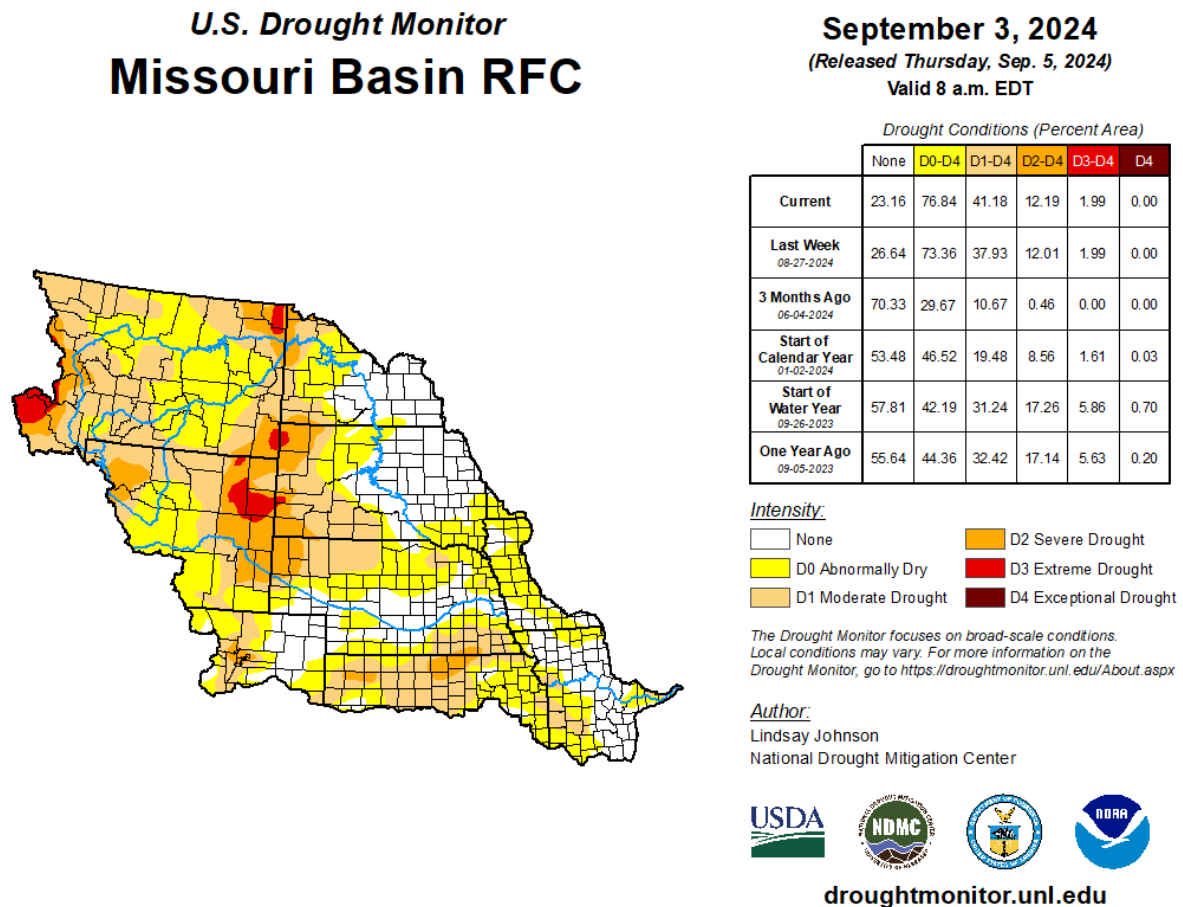 U.S. Drought Monitor
Missouri Basin RFC
September 3, 2024
(Released Thursday, Sep. 5, 2024)
Valid 8 a.m. EDT
Drought Conditions (Percent Area)
None D0-D4 D1-D4 D2-D4 D3-D4 D4
Current 23.16 76.84 41.18 12.19 1.99 0.00
Last Week
08-27-2024 26.64 73.36 37.93 12.01 1.99 0.00
3 Months Ago
06-04-2024 70.33 29.67 10.67 0.46 0.00 0.00
Start of
Calendar Year
01-02-2024 53.48 46.52 19.48 8.56 1.61 0.03
Start of
Water Year
09-26-2023 57.81 42.19 31.24 17.26 5.86 0.70
One Year Ago
09-05-2023 55.64 44.36 32.42 17.14 5.63 0.20
Intensity:
None
D0 Abnormally Dry
D1 Moderate Drought
D2 Severe Drought
D3 Extreme Drought
D4 Exceptional Drought
The Drought Monitor focuses on broad-scale conditions.
Local conditions may vary. For more information on the
Drought Monitor, go to https://droughtmonitor.unl.edu/About.aspx
Author:
Lindsay Johnson
National Drought Mitigation Center
USDA
NDMC
NOAA
droughtmonitor.unl.edu